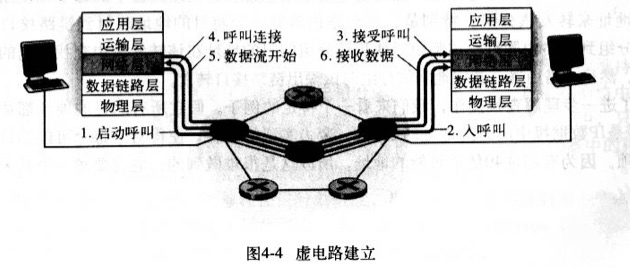 应用层
运输层
网络层
数据链路层
物理层
4. 呼叫连接
5. 数据流开始
3. 接受呼叫
6. 接收数据
应用层
运输层
网络层
数据链路层
物理层
1. 启动呼叫
2. 入呼叫
图4-4 虚电路建立